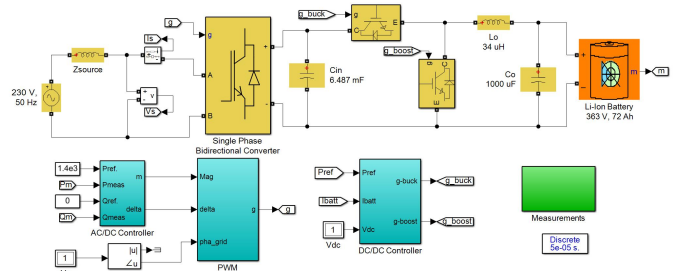 g
g_buck
g
C
E
Is
Lo
34 uH
Zsource
g
+
+
g_boost
A
Cin
6.487 mF
g
C
E
Co
1000 uF
+
m
m
230 V,
50 Hz
v
Vs
B
-
-
Li-Ion Battery
363 V, 72 Ah
Single Phase
Bidirectional Converter
1.4e3
Pref.
m
Mag
Pref
Pref
g-buck
g_buck
Pm
Pmeas
0
Qref.
delta
delta
g
g
Ibatt
Ibatt
Qm
Qmeas
1
Vdc
g-boost
g_boost
Vdc
DC/DC Controller
Measurements
AC/DC Controller
1
|u|
∠u
pha_grid
PWM
Discrete
5e-05 s.